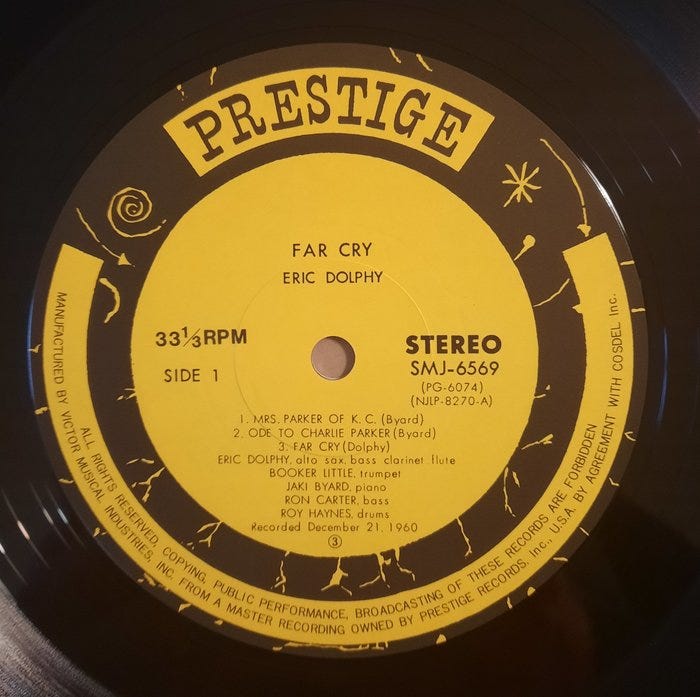 PRESTIGE
FAR CRY
ERIC DOLPHY
33⅓RPM
SIDE 1
STEREO
SMJ-6569
(PG-6074)
(NJLP-8270-A)
1. MRS. PARKER OF K. C. (Byard)
2. ODE TO CHARLIE PARKER (Byard)
3. FAR CRY (Dolphy)
ERIC DOLPHY, alto sax, bass clarinet flute
BOOKER LITTLE, trumpet
JAKI BYARD, piano
RON CARTER, bass
ROY HAYNES, drums
Recorded December 21, 1960
③
ALL RIGHTS RESERVED, COPYING, PUBLIC PERFORMANCE, BROADCASTING OF THESE RECORDS ARE FORBIDDEN
MANUFACTURED BY VICTOR MUSICAL INDUSTRIES, INC. FROM A MASTER RECORDING OWNED BY PRESTIGE RECORDS, Inc., U.S.A. BY AGREEMENT WITH COSDEL Inc.